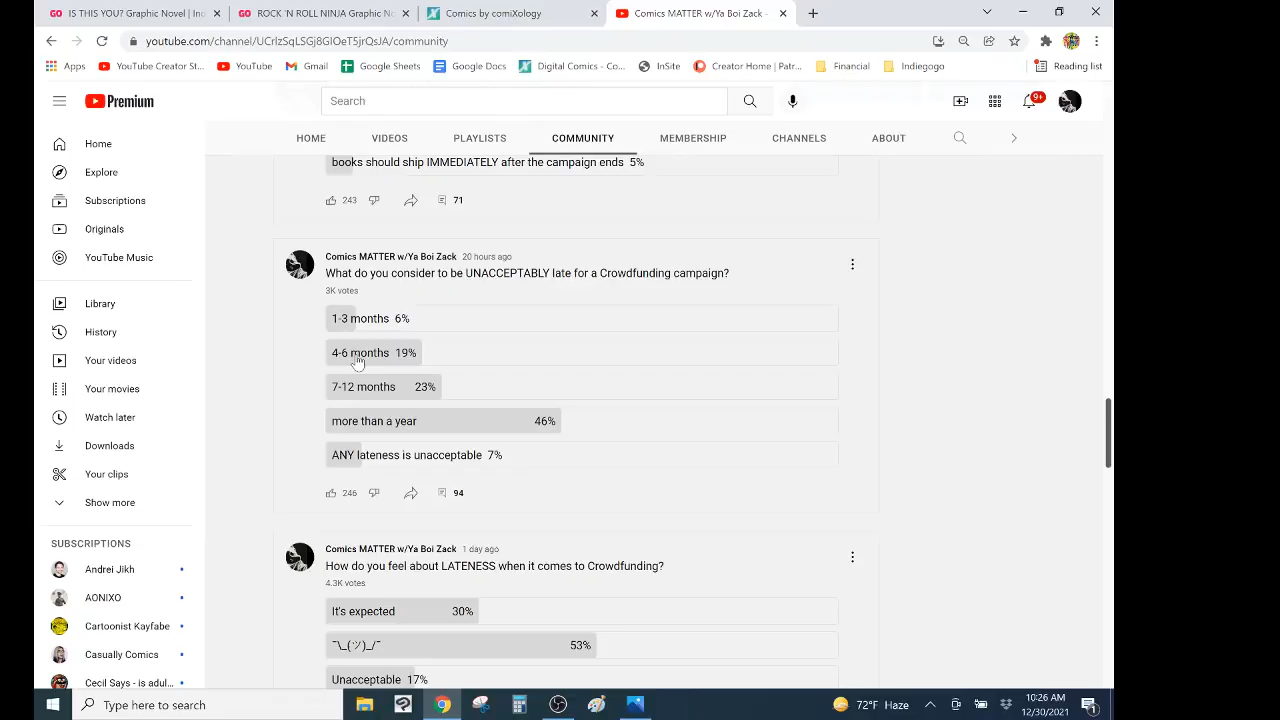 IS THIS YOU? Graphic Novel | Ind
ROCK 'N ROLL NINJA Graphic No
Comics by comiXology
Comics MATTER w/Ya Boi Zack -
youtube.com/channel/UCrIzSqLSGj8GIOeT5jrQsJA/community
Apps
YouTube Creator St...
YouTube
Gmail
Google Sheets
Google Docs
Digital Comics - Co...
InSite
Creator Home | Patr...
Financial
Indiegogo
Reading list
Premium
Search
9+
HOME
VIDEOS
PLAYLISTS
COMMUNITY
MEMBERSHIP
CHANNELS
ABOUT
Home
Explore
Subscriptions
Originals
YouTube Music
Library
History
Your videos
Your movies
Watch later
Downloads
Your clips
Show more
SUBSCRIPTIONS
Andrei Jikh
AONIXO
Cartoonist Kayfabe
Casually Comics
Cecil Says - is adul...
books should ship IMMEDIATELY after the campaign ends 5%
243
71
Comics MATTER w/Ya Boi Zack 20 hours ago
What do you consider to be UNACCEPTABLY late for a Crowdfunding campaign?
3K votes
1-3 months 6%
4-6 months 19%
7-12 months 23%
more than a year 46%
ANY lateness is unacceptable 7%
246
94
Comics MATTER w/Ya Boi Zack 1 day ago
How do you feel about LATENESS when it comes to Crowdfunding?
4.3K votes
It's expected 30%
¯\_(ツ)_/¯ 53%
Unacceptable 17%
Type here to search
72°F Haze
10:26 AM
12/30/2021
1